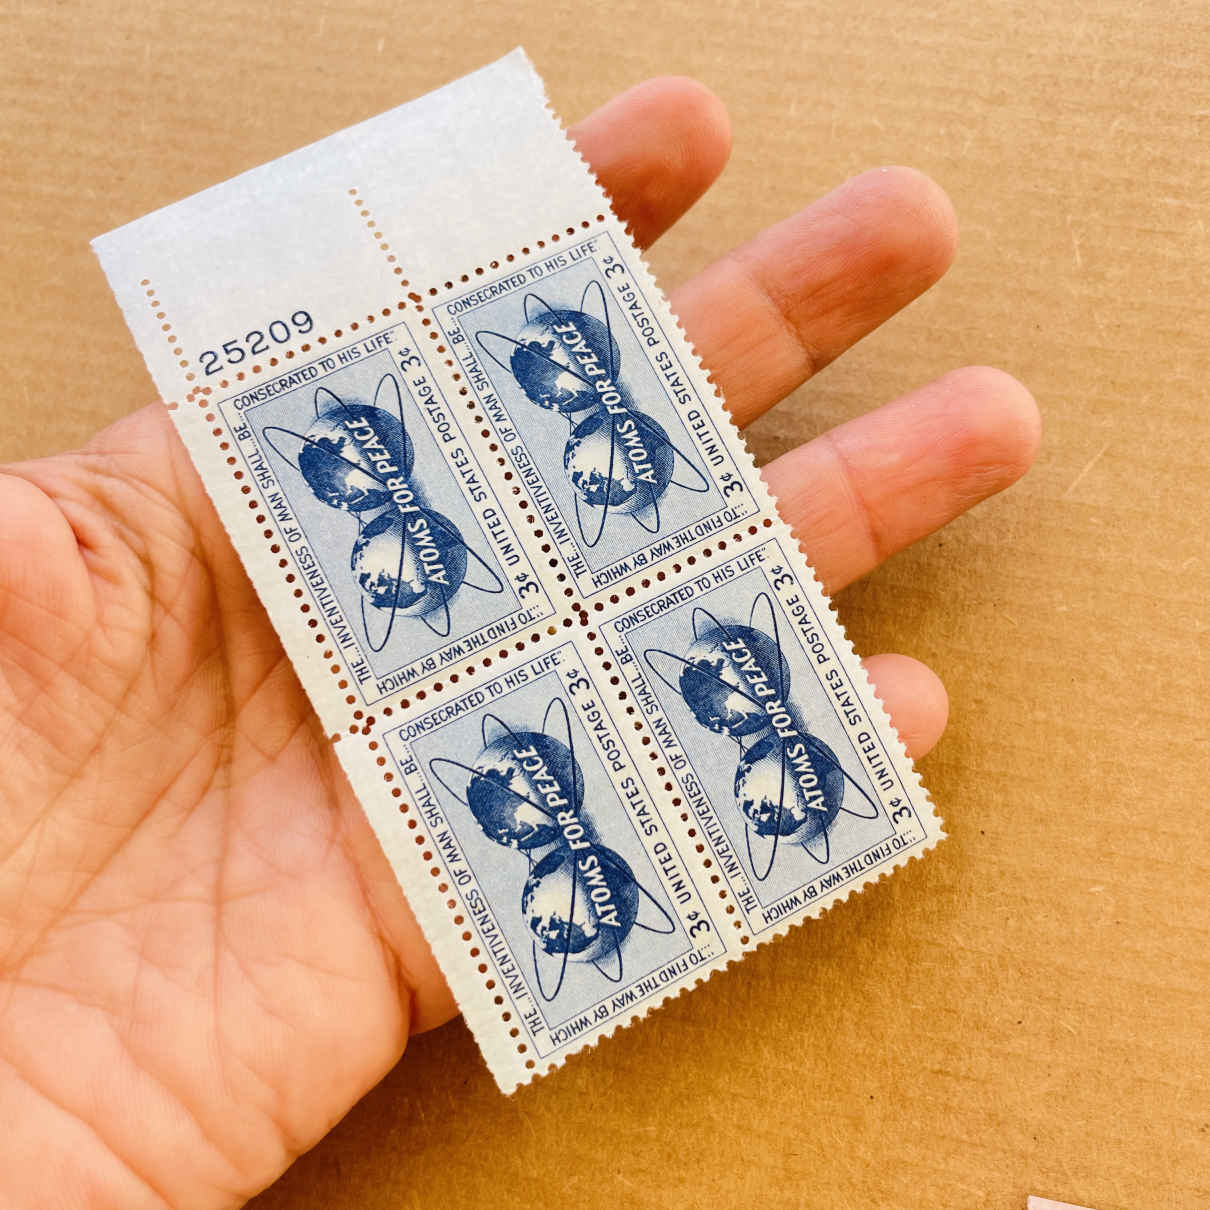 25209
"...TO FIND THE WAY BY WHICH
THE...INVENTIVENESS OF MAN SHALL...BE...
CONSECRATED TO HIS LIFE."
ATOMS FOR PEACE
3¢ UNITED STATES POSTAGE 3¢
"...TO FIND THE WAY BY WHICH
THE...INVENTIVENESS OF MAN SHALL...BE...
CONSECRATED TO HIS LIFE."
ATOMS FOR PEACE
3¢ UNITED STATES POSTAGE 3¢
"...TO FIND THE WAY BY WHICH
THE...INVENTIVENESS OF MAN SHALL...BE...
CONSECRATED TO HIS LIFE."
ATOMS FOR PEACE
3¢ UNITED STATES POSTAGE 3¢
"...TO FIND THE WAY BY WHICH
THE...INVENTIVENESS OF MAN SHALL...BE...
CONSECRATED TO HIS LIFE."
ATOMS FOR PEACE
3¢ UNITED STATES POSTAGE 3¢